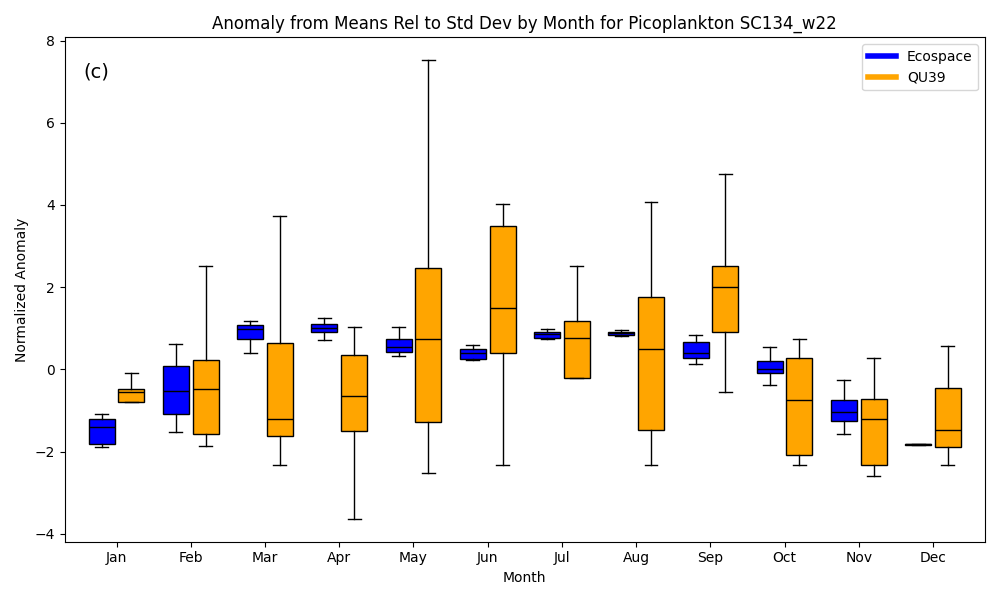 Anomaly from Means Rel to Std Dev by Month for Picoplankton SC134_w22
(c)
Ecospace
QU39
Normalized Anomaly
8
6
4
2
0
−2
−4
Jan Feb Mar Apr May Jun Jul Aug Sep Oct Nov Dec
Month